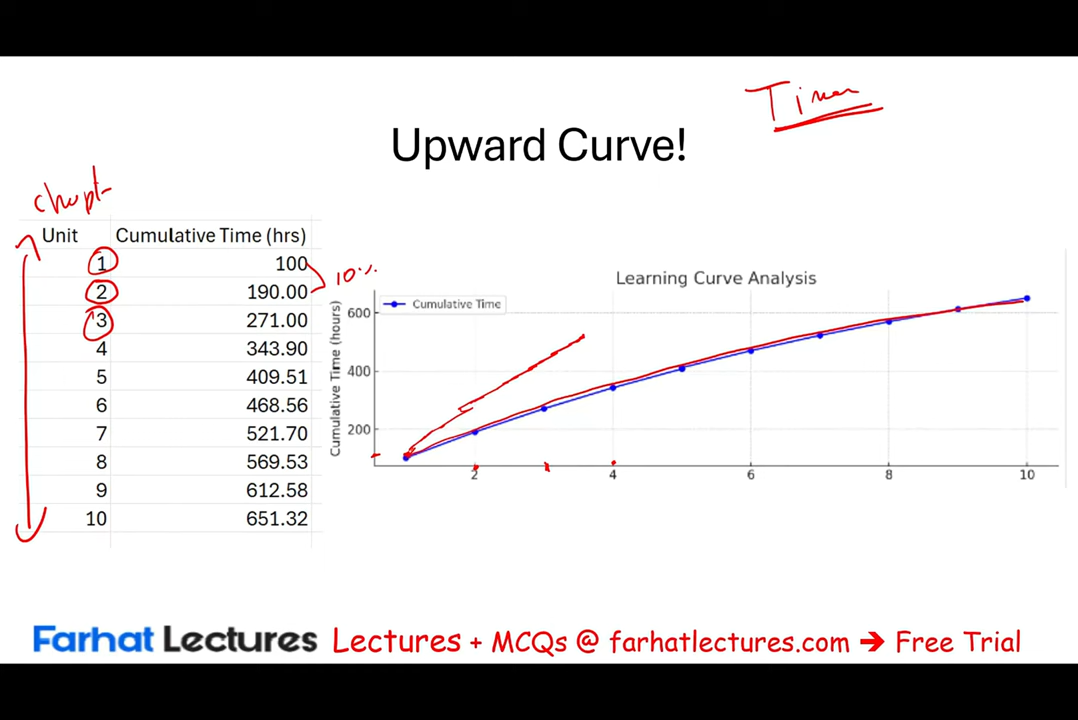 Upward Curve!
Unit Cumulative Time (hrs)
1 100
2 190.00
3 271.00
4 343.90
5 409.51
6 468.56
7 521.70
8 569.53
9 612.58
10 651.32
10%
Learning Curve Analysis
Cumulative Time
Cumulative Time (hours)
600
400
200
2 4 6 8 10
Farhat Lectures Lectures + MCQs @ farhatlectures.com ➔ Free Trial